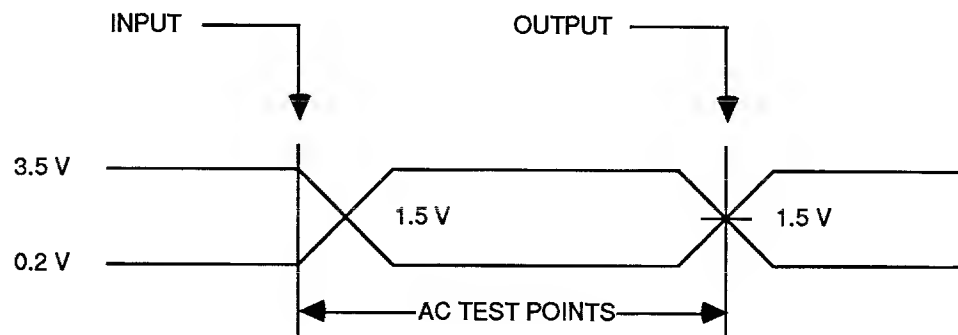 INPUT
OUTPUT
3.5 V
1.5 V
1.5 V
0.2 V
AC TEST POINTS